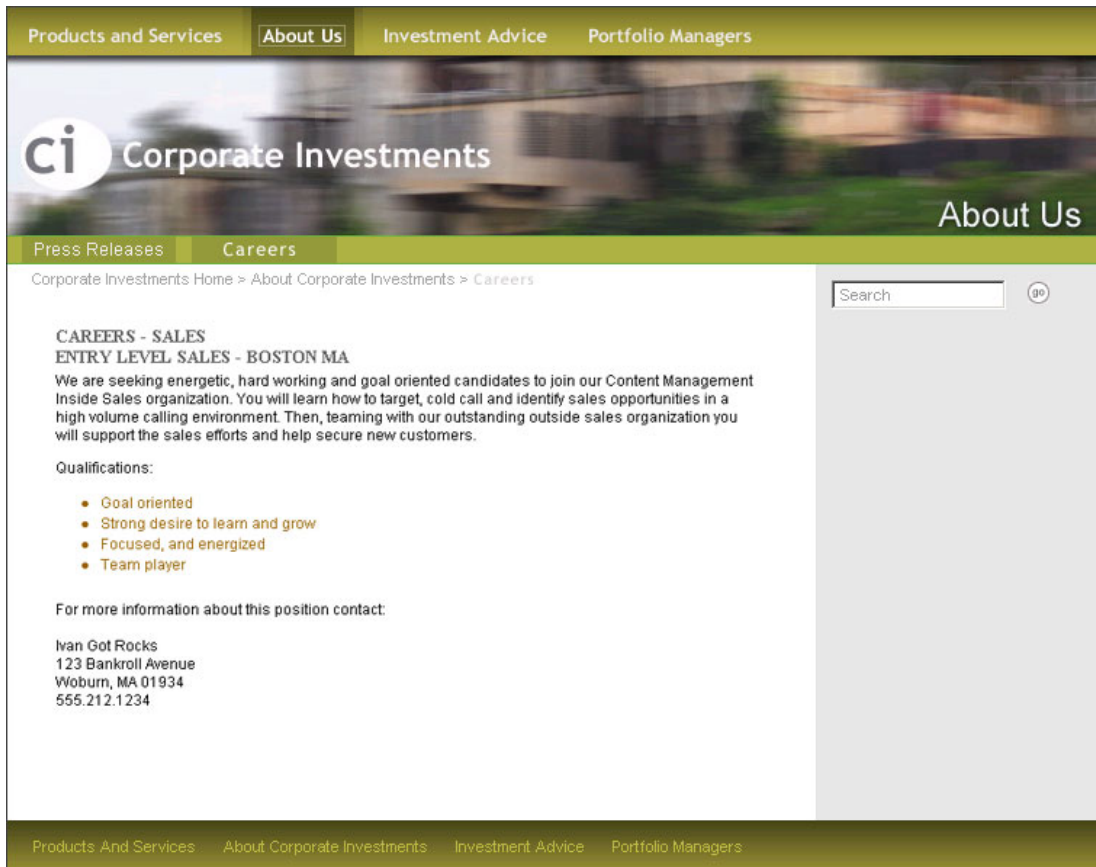 Products and Services About Us Investment Advice Portfolio Managers
ci Corporate Investments
About Us
Press Releases Careers
Corporate Investments Home > About Corporate Investments > Careers
Search go
CAREERS - SALES
ENTRY LEVEL SALES - BOSTON MA
We are seeking energetic, hard working and goal oriented candidates to join our Content Management
Inside Sales organization. You will learn how to target, cold call and identify sales opportunities in a
high volume calling environment. Then, teaming with our outstanding outside sales organization you
will support the sales efforts and help secure new customers.
Qualifications:
• Goal oriented
• Strong desire to learn and grow
• Focused, and energized
• Team player
For more information about this position contact:
Ivan Got Rocks
123 Bankroll Avenue
Woburn, MA 01934
555.212.1234
Products And Services About Corporate Investments Investment Advice Portfolio Managers